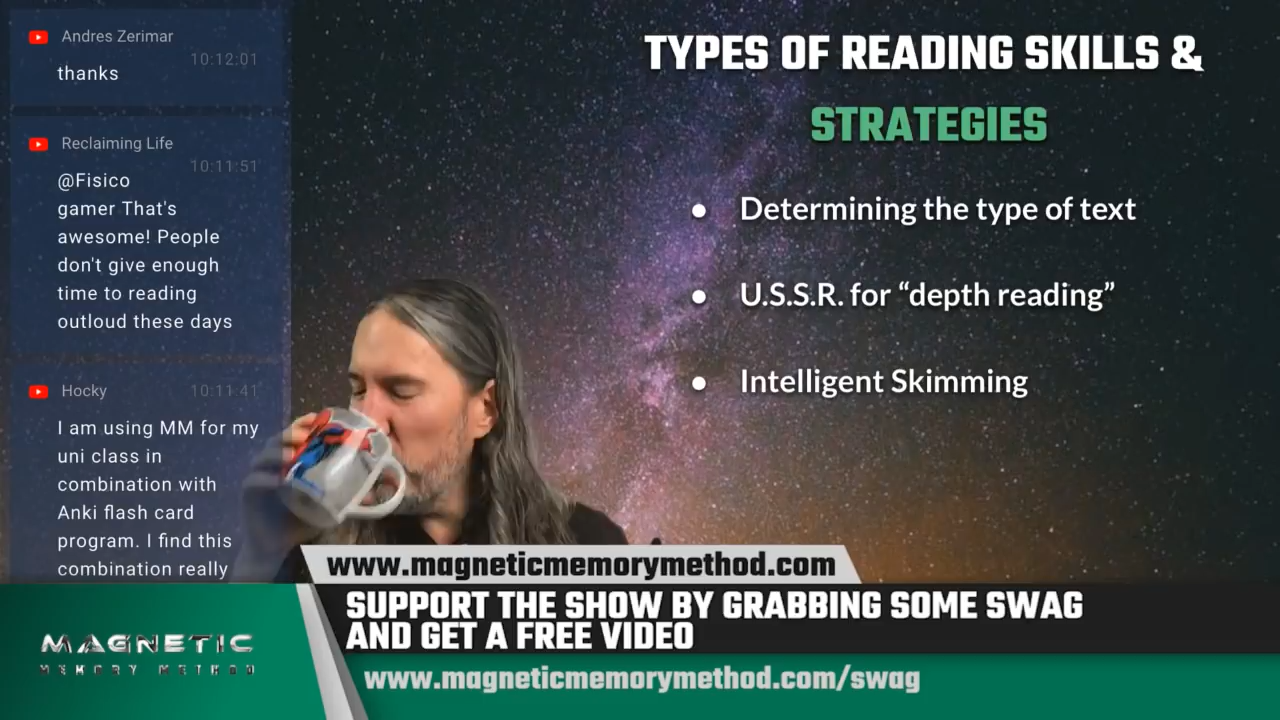 Andres Zerimar
10:12:01
thanks
Reclaiming Life
10:11:51
@Fisico
gamer That's
awesome! People
don't give enough
time to reading
outloud these days
Hocky
10:11:41
I am using MM for my
uni class in
combination with
Anki flash card
program. I find this
combination really
TYPES OF READING SKILLS &
STRATEGIES
● Determining the type of text
● U.S.S.R. for “depth reading”
● Intelligent Skimming
www.magneticmemorymethod.com
SUPPORT THE SHOW BY GRABBING SOME SWAG
AND GET A FREE VIDEO
www.magneticmemorymethod.com/swag
MAGNETIC
MEMORY METHOD